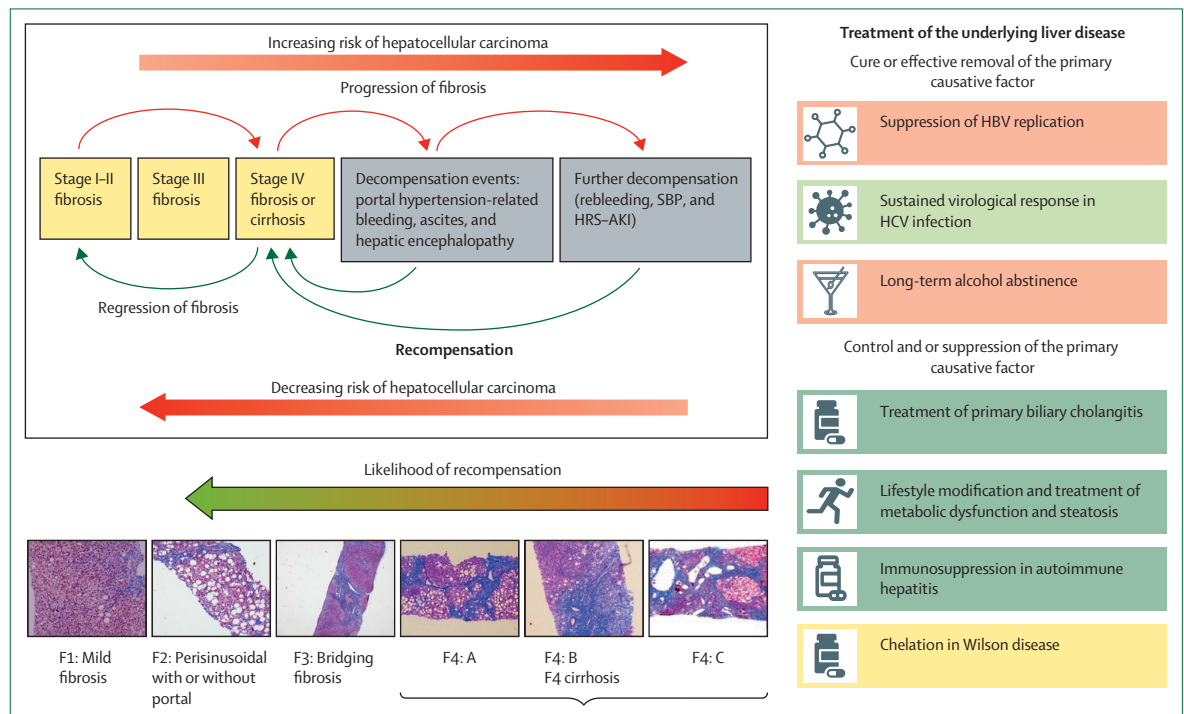 Increasing risk of hepatocellular carcinoma
Progression of fibrosis
Stage I–II
fibrosis
Stage III
fibrosis
Stage IV
fibrosis or
cirrhosis
Decompensation events:
portal hypertension-related
bleeding, ascites, and
hepatic encephalopathy
Further decompensation
(rebleeding, SBP, and
HRS–AKI)
Regression of fibrosis
Recompensation
Decreasing risk of hepatocellular carcinoma
Likelihood of recompensation
F1: Mild
fibrosis
F2: Perisinusoidal
with or without
portal
F3: Bridging
fibrosis
F4: A
F4: B
F4 cirrhosis
F4: C
Treatment of the underlying liver disease
Cure or effective removal of the primary
causative factor
Suppression of HBV replication
Sustained virological response in
HCV infection
Long-term alcohol abstinence
Control and or suppression of the primary
causative factor
Treatment of primary biliary cholangitis
Lifestyle modification and treatment of
metabolic dysfunction and steatosis
Immunosuppression in autoimmune
hepatitis
Chelation in Wilson disease